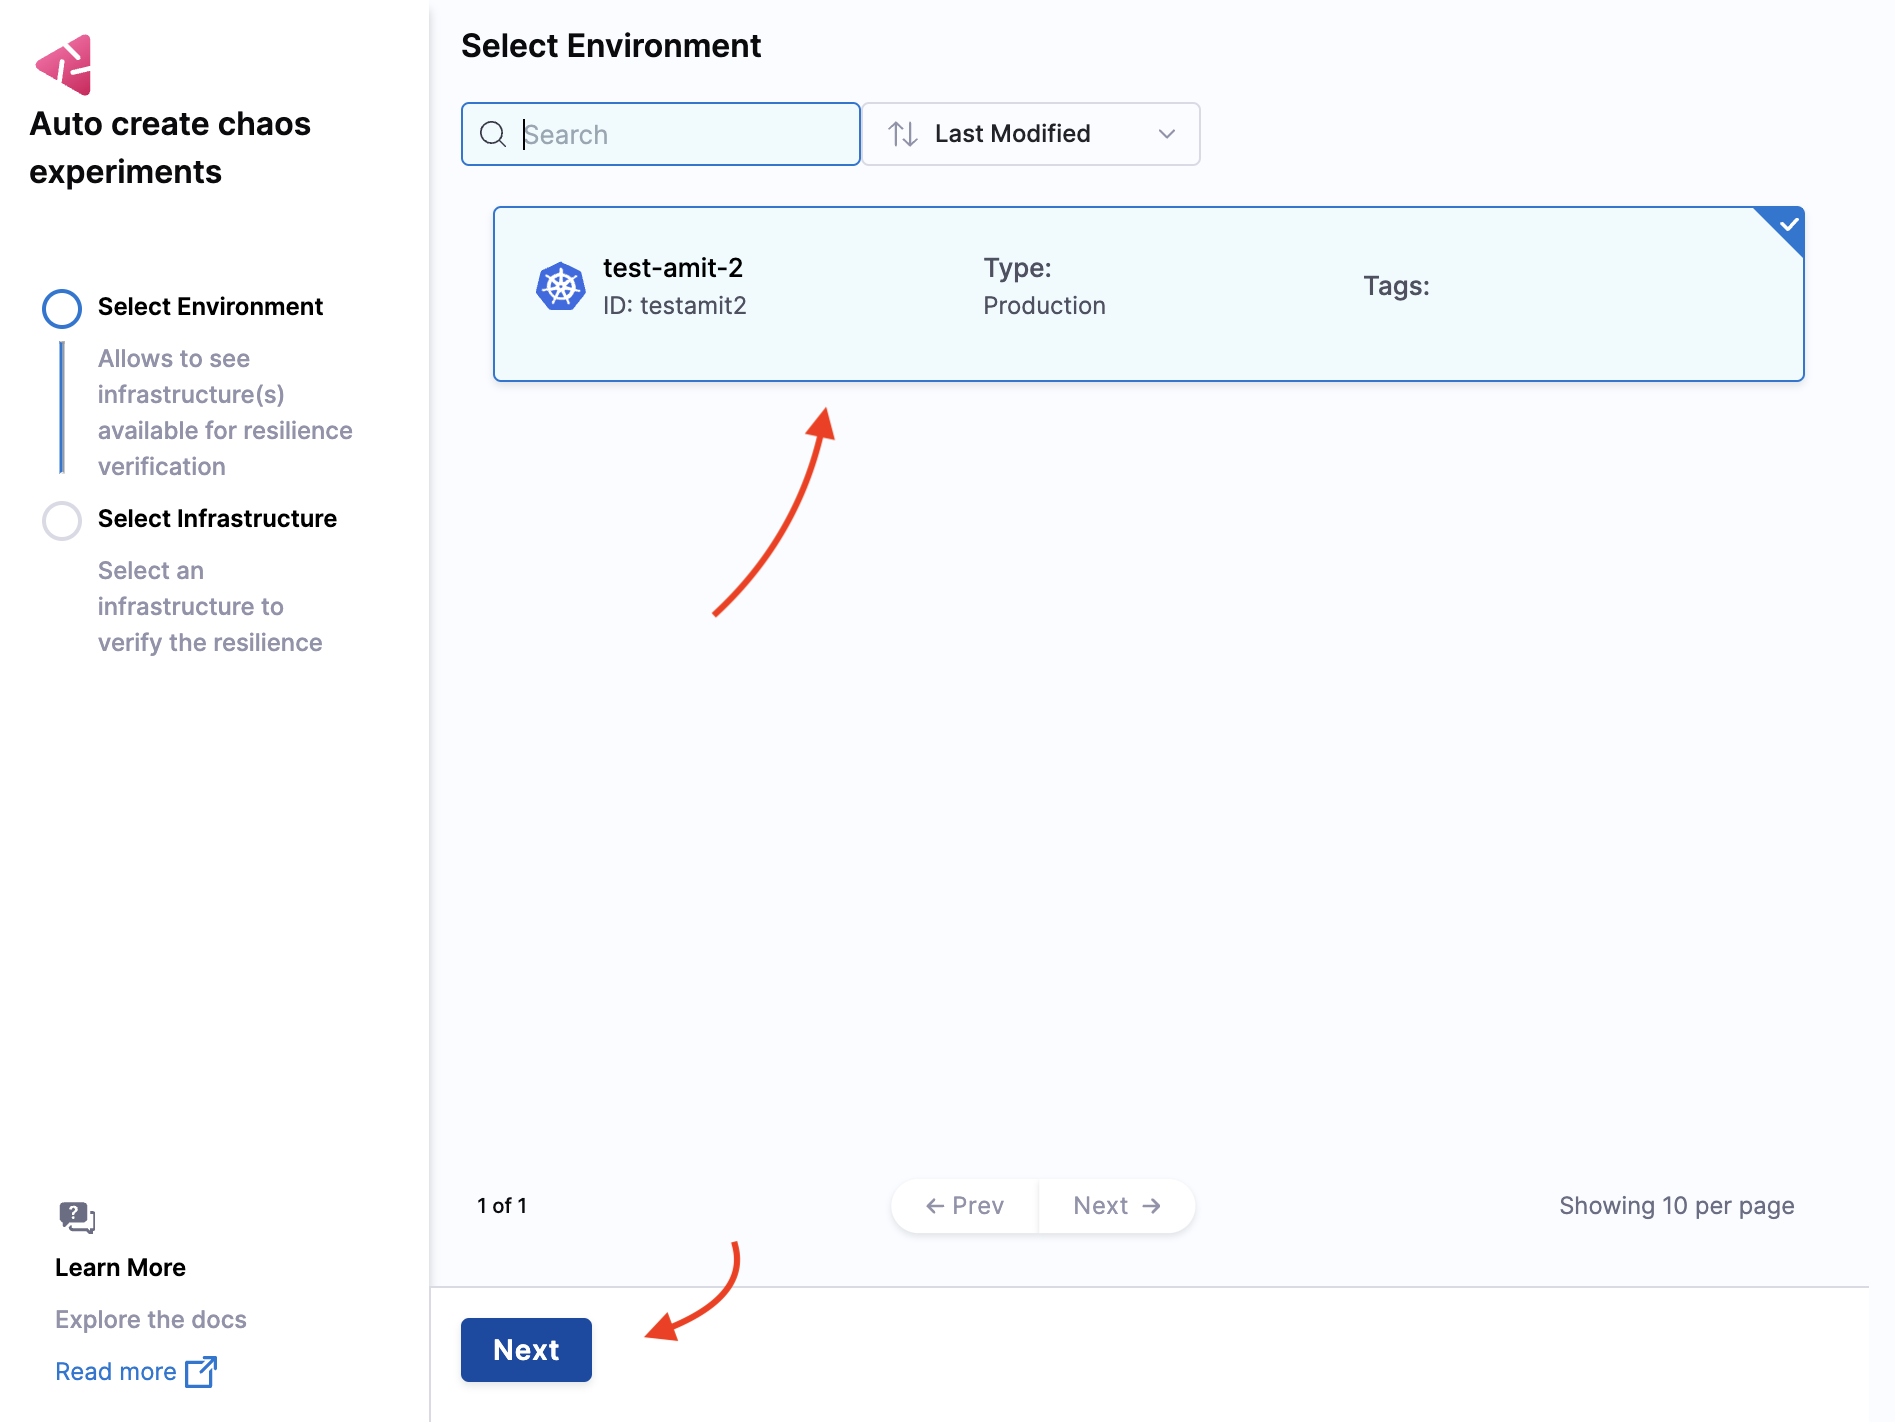 Auto create chaos
experiments
Select Environment
Allows to see
infrastructure(s)
available for resilience
verification
Select Infrastructure
Select an
infrastructure to
verify the resilience
?
Learn More
Explore the docs
Read more
Select Environment
Search
Last Modified
test-amit-2
ID: testamit2
Type:
Production
Tags:
1 of 1
← Prev
Next →
Showing 10 per page
Next